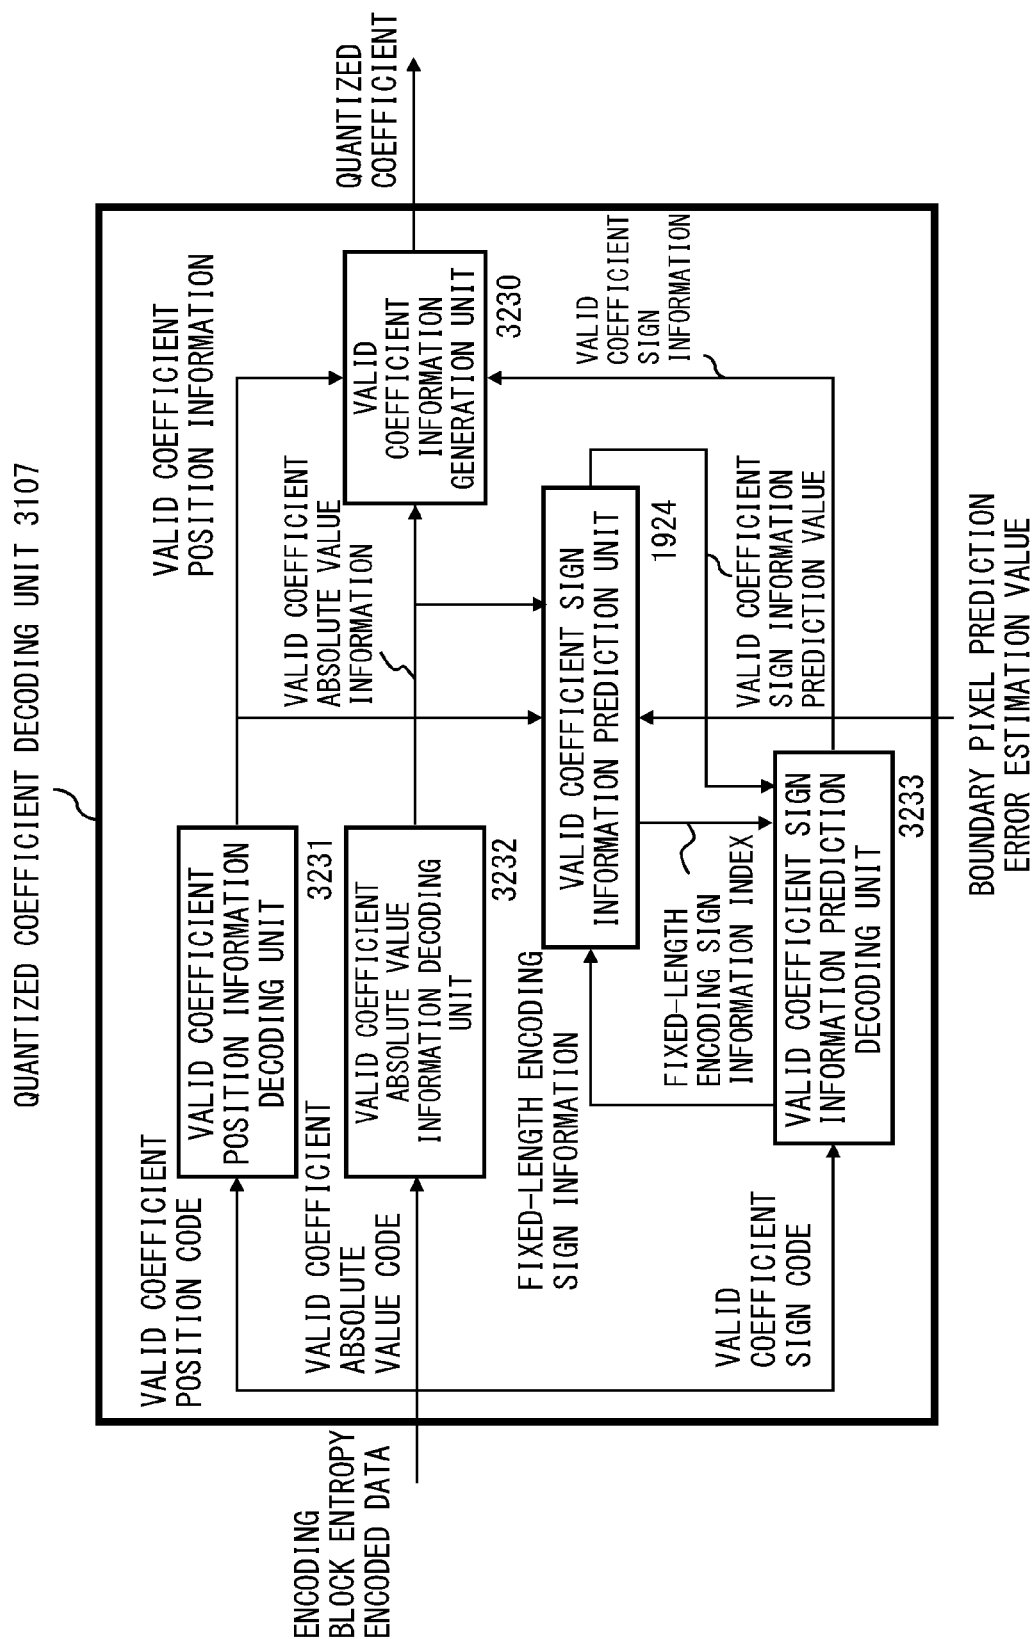 QUANTIZED COEFFICIENT DECODING UNIT 3107
ENCODING
BLOCK ENTROPY
ENCODED DATA
VALID COEFFICIENT
POSITION CODE
VALID COEFFICIENT
POSITION INFORMATION
DECODING UNIT
3231
VALID COEFFICIENT
POSITION INFORMATION
VALID COEFFICIENT
ABSOLUTE
VALUE CODE
VALID COEFFICIENT
ABSOLUTE VALUE
INFORMATION DECODING
UNIT
3232
VALID COEFFICIENT
ABSOLUTE VALUE
INFORMATION
VALID
COEFFICIENT
INFORMATION
GENERATION UNIT
3230
QUANTIZED
COEFFICIENT
FIXED-LENGTH ENCODING
SIGN INFORMATION
VALID COEFFICIENT SIGN
INFORMATION PREDICTION UNIT
1924
VALID
COEFFICIENT
SIGN
INFORMATION
FIXED-LENGTH
ENCODING SIGN
INFORMATION INDEX
VALID COEFFICIENT
SIGN INFORMATION
PREDICTION VALUE
VALID
COEFFICIENT
SIGN CODE
VALID COEFFICIENT SIGN
INFORMATION PREDICTION
DECODING UNIT
3233
BOUNDARY PIXEL PREDICTION
ERROR ESTIMATION VALUE